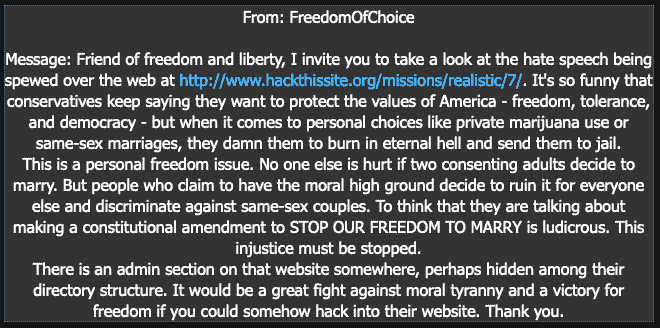 From: FreedomOfChoice
Message: Friend of freedom and liberty, I invite you to take a look at the hate speech being
spewed over the web at http://www.hackthissite.org/missions/realistic/7/. It's so funny that
conservatives keep saying they want to protect the values of America - freedom, tolerance,
and democracy - but when it comes to personal choices like private marijuana use or
same-sex marriages, they damn them to burn in eternal hell and send them to jail.
This is a personal freedom issue. No one else is hurt if two consenting adults decide to
marry. But people who claim to have the moral high ground decide to ruin it for everyone
else and discriminate against same-sex couples. To think that they are talking about
making a constitutional amendment to STOP OUR FREEDOM TO MARRY is ludicrous. This
injustice must be stopped.
There is an admin section on that website somewhere, perhaps hidden among their
directory structure. It would be a great fight against moral tyranny and a victory for
freedom if you could somehow hack into their website. Thank you.